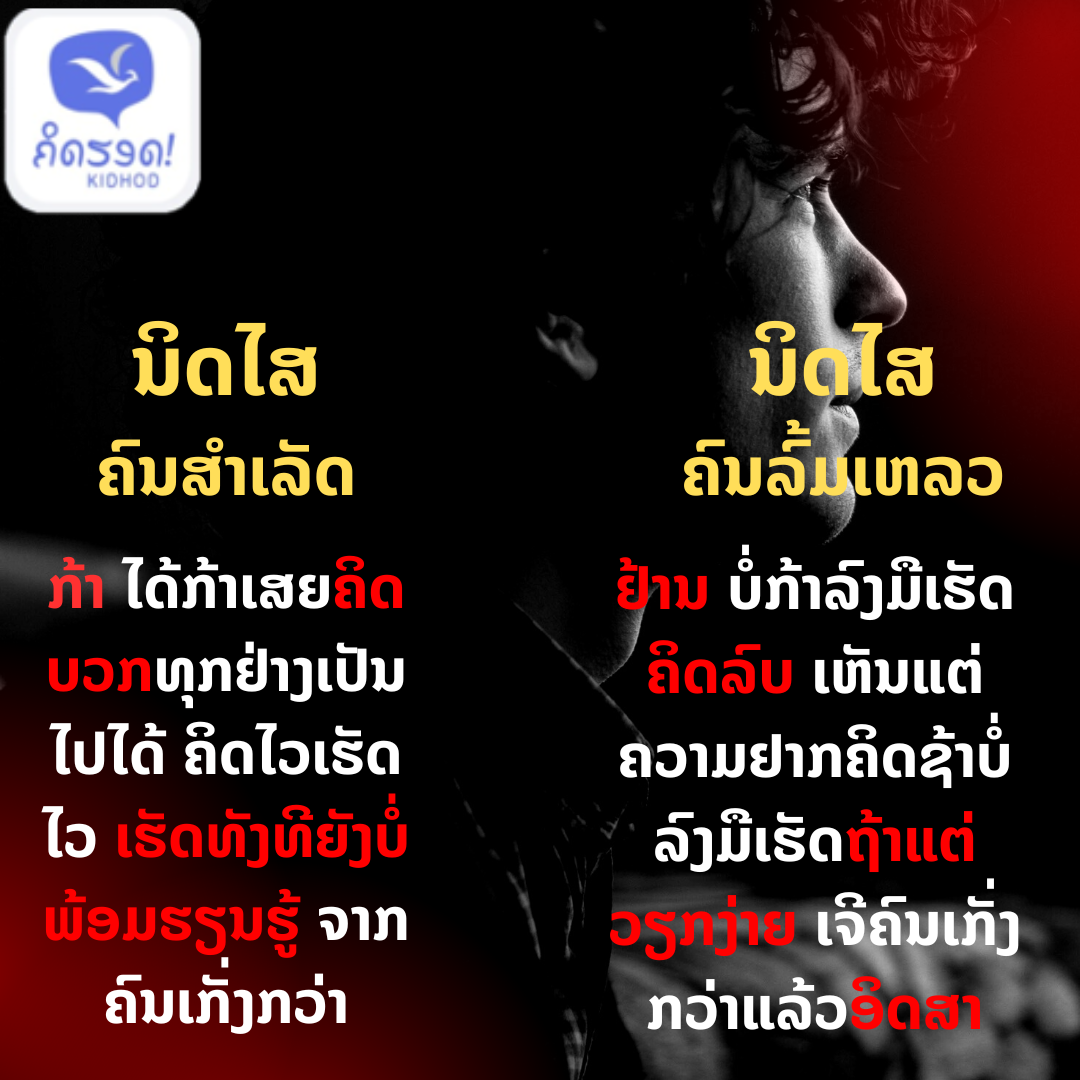 ຄິດຮອດ!
KIDHOD
ນິດໄສ
ຄົນສຳເລັດ
ກ້າ ໄດ້ກ້າເສຍຄິດ
ບວກທຸກຢ່າງເປັນ
ໄປໄດ້ ຄິດໄວເຮັດ
ໄວ ເຮັດທັງທີຍັງບໍ່
ພ້ອມຮຽນຮູ້ ຈາກ
ຄົນເກັ່ງກວ່າ
ນິດໄສ
ຄົນລົ້ມເຫລວ
ຢ້ານ ບໍ່ກ້າລົງມືເຮັດ
ຄິດລົບ ເຫັນແຕ່
ຄວາມຢາກຄິດຊ້າບໍ່
ລົງມືເຮັດຖ້າແຕ່
ວຽກງ່າຍ ເຈີຄົນເກັ່ງ
ກວ່າແລ້ວອິດສາ